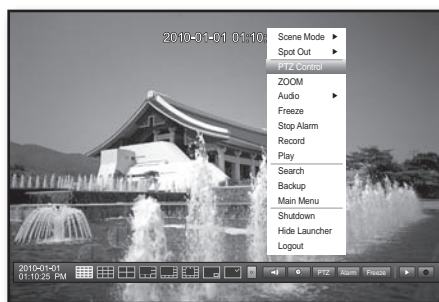 2010-01-01 01:10:
Scene Mode ▶
Spot Out ▶
PTZ Control
ZOOM
Audio ▶
Freeze
Stop Alarm
Record
Play
Search
Backup
Main Menu
Shutdown
Hide Launcher
Logout
2010-01-01
01:10:25 PM
PTZ Alarm Freeze